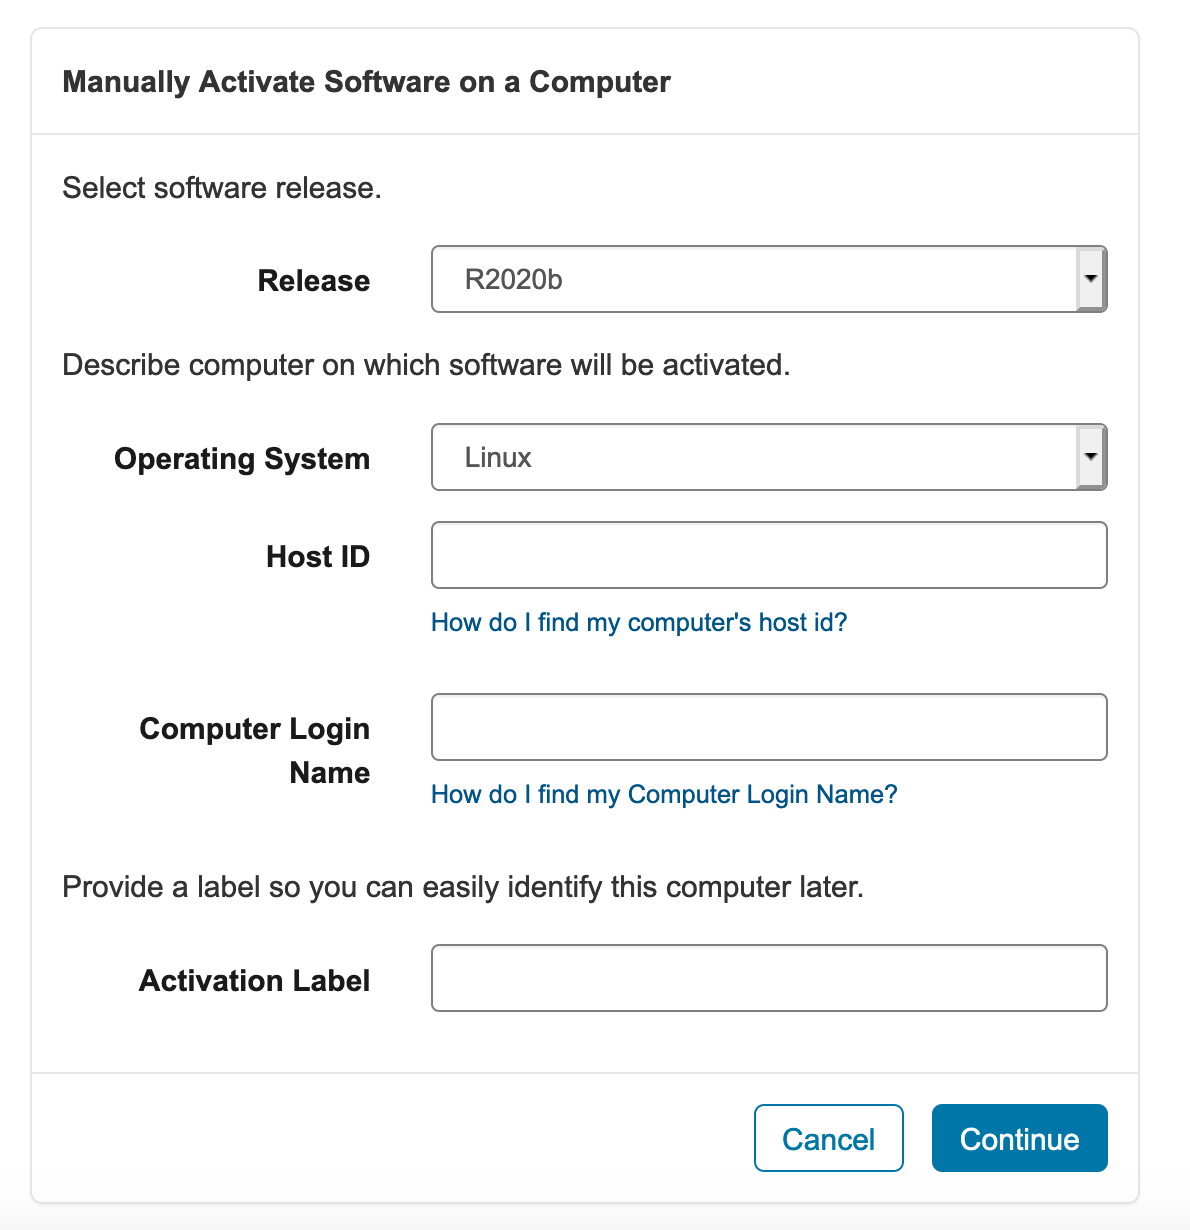 Manually Activate Software on a Computer
Select software release.
Release
R2020b
Describe computer on which software will be activated.
Operating System
Linux
Host ID
How do I find my computer's host id?
Computer Login
Name
How do I find my Computer Login Name?
Provide a label so you can easily identify this computer later.
Activation Label
Cancel
Continue